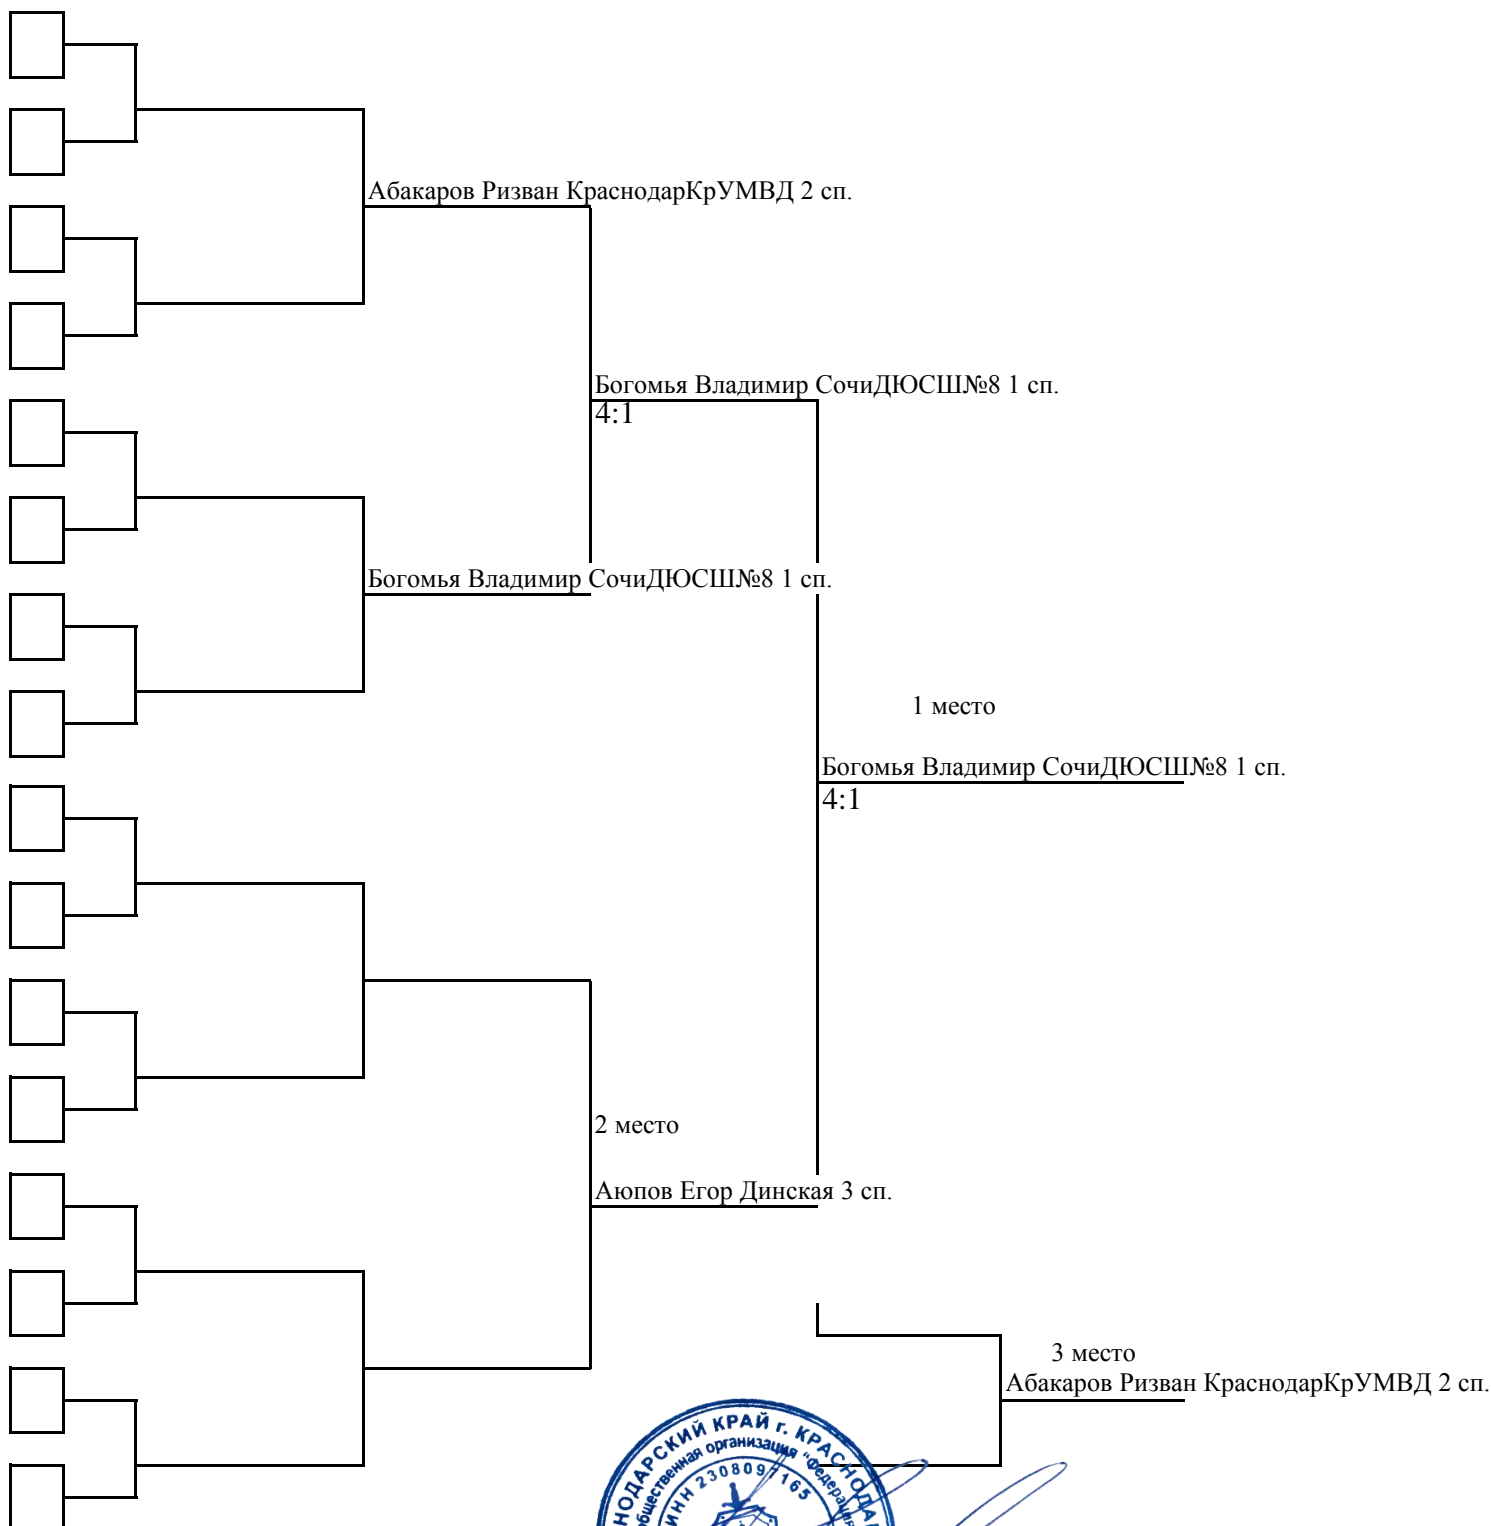 Абакаров Ризван КраснодарКрУМВД 2 сп.
Богомья Владимир СочиДЮСШ№8 1 сп.
4:1
Богомья Владимир СочиДЮСШ№8 1 сп.
1 место
Богомья Владимир СочиДЮСШ№8 1 сп.
4:1
2 место
Аюпов Егор Динская 3 сп.
3 место
Абакаров Ризван КраснодарКрУМВД 2 сп.
КРАЙ г.
организация
ИНН 2308097165